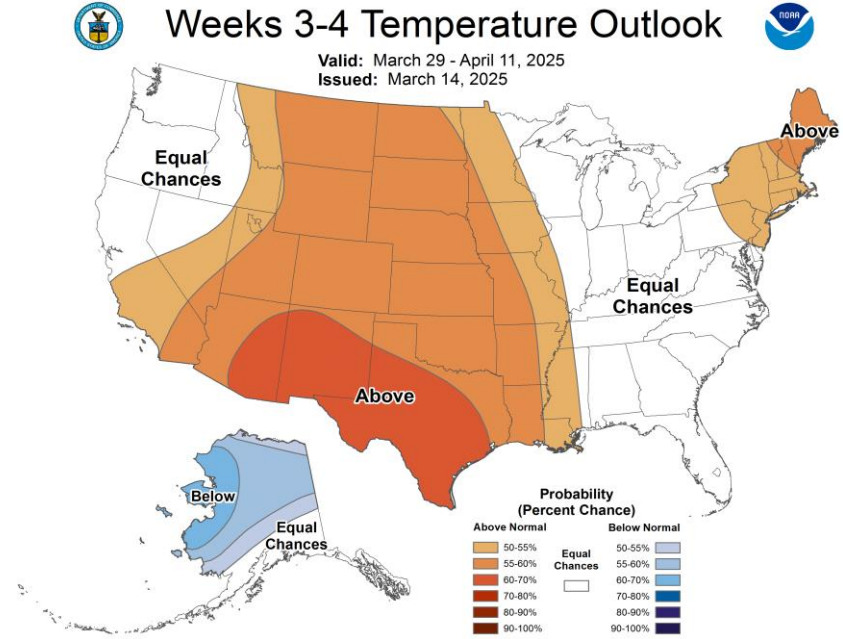 Weeks 3-4 Temperature Outlook
NOAA
Valid: March 29 - April 11, 2025
Issued: March 14, 2025
Above
Equal
Chances
Equal
Chances
Above
Below
Equal
Chances
Probability
(Percent Chance)
Above Normal
Below Normal
50-55%
55-60%
60-70%
70-80%
80-90%
90-100%
Equal
Chances
50-55%
55-60%
60-70%
70-80%
80-90%
90-100%